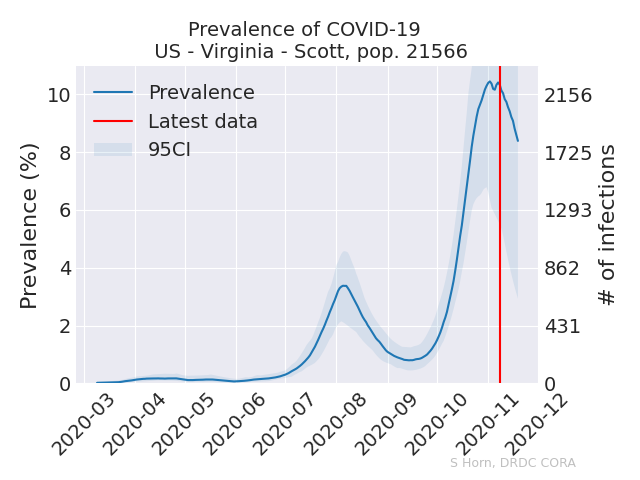 Prevalence of COVID-19
US - Virginia - Scott, pop. 21566
Prevalence (%)
10
8
6
4
2
0
Prevalence
Latest data
95CI
2156
1725
1293
862
431
0
# of infections
2020-03
2020-04
2020-05
2020-06
2020-07
2020-08
2020-09
2020-10
2020-11
2020-12
S Horn, DRDC CORA